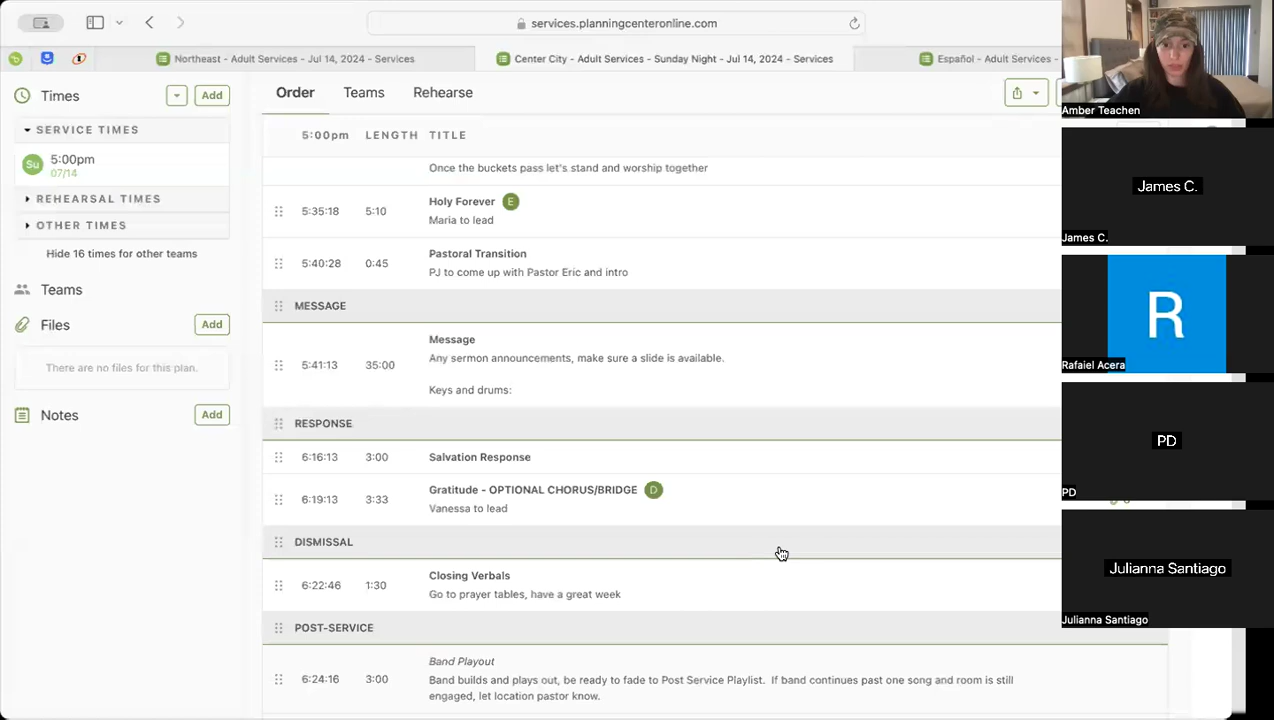 services.planningcenteronline.com
Northeast - Adult Services - Jul 14, 2024 - Services
Center City - Adult Services - Sunday Night - Jul 14, 2024 - Services
Español - Adult Services -
Times
Add
SERVICE TIMES
Su
5:00pm
07/14
REHEARSAL TIMES
OTHER TIMES
Hide 16 times for other teams
Teams
Files
Add
There are no files for this plan.
Notes
Add
Order
Teams
Rehearse
5:00pm LENGTH TITLE
Once the buckets pass let's stand and worship together
5:35:18 5:10 Holy Forever E
Maria to lead
5:40:28 0:45 Pastoral Transition
PJ to come up with Pastor Eric and intro
MESSAGE
5:41:13 35:00 Message
Any sermon announcements, make sure a slide is available.
Keys and drums:
RESPONSE
6:16:13 3:00 Salvation Response
6:19:13 3:33 Gratitude - OPTIONAL CHORUS/BRIDGE D
Vanessa to lead
DISMISSAL
6:22:46 1:30 Closing Verbals
Go to prayer tables, have a great week
POST-SERVICE
6:24:16 3:00 Band Playout
Band builds and plays out, be ready to fade to Post Service Playlist. If band continues past one song and room is still
engaged, let location pastor know.
Amber Teachen
James C.
James C.
R
Rafaiel Acera
PD
PD
Julianna Santiago
Julianna Santiago